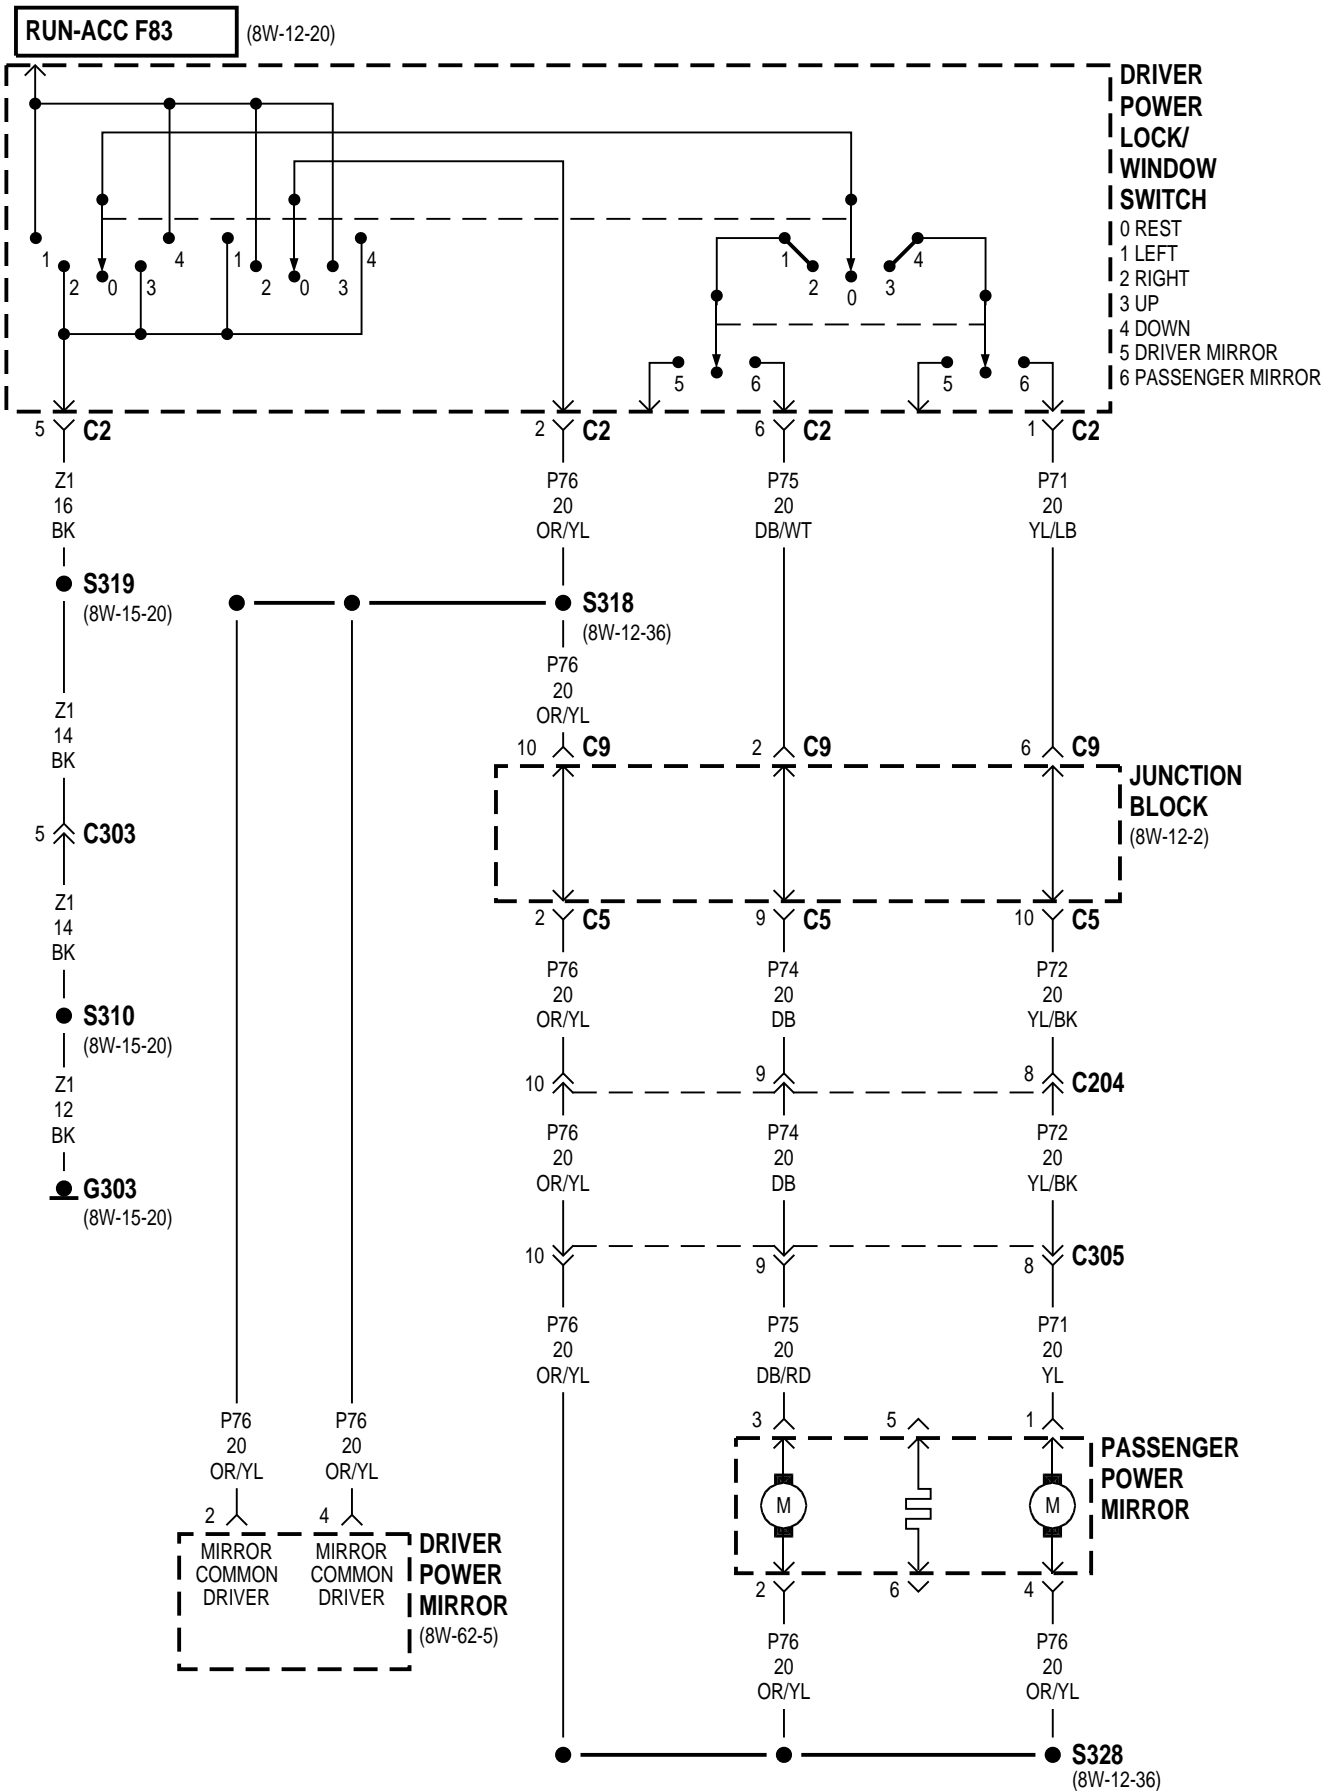 RUN-ACC F83 (8W-12-20)
DRIVER
POWER
LOCK/
WINDOW
SWITCH
0 REST
1 LEFT
2 RIGHT
3 UP
4 DOWN
5 DRIVER MIRROR
6 PASSENGER MIRROR
1 4 1 4 1 4
2 0 3 2 0 3 2 0 3
5 6 5 6
5 C2 2 C2 6 C2 1 C2
Z1 P76 P75 P71
16 20 20 20
BK OR/YL DB/WT YL/LB
S319
(8W-15-20)
S318
(8W-12-36)
P76
20
OR/YL
Z1
14
BK
10 C9 2 C9 6 C9
JUNCTION
BLOCK
(8W-12-2)
5 C303
Z1
14
BK
2 C5 9 C5 10 C5
P76 P74 P72
20 20 20
OR/YL DB YL/BK
S310
(8W-15-20)
10 9 8 C204
Z1
12
BK
P76 P74 P72
20 20 20
OR/YL DB YL/BK
G303
(8W-15-20)
10 9 8 C305
P76 P75 P71
20 20 20
OR/YL DB/RD YL
P76 P76
20 20
OR/YL OR/YL
3 5 1
PASSENGER
POWER
MIRROR
M M
2 4
MIRROR MIRROR
COMMON COMMON
DRIVER DRIVER
DRIVER
POWER
MIRROR
(8W-62-5)
2 6 4
P76 P76
20 20
OR/YL OR/YL
S328
(8W-12-36)